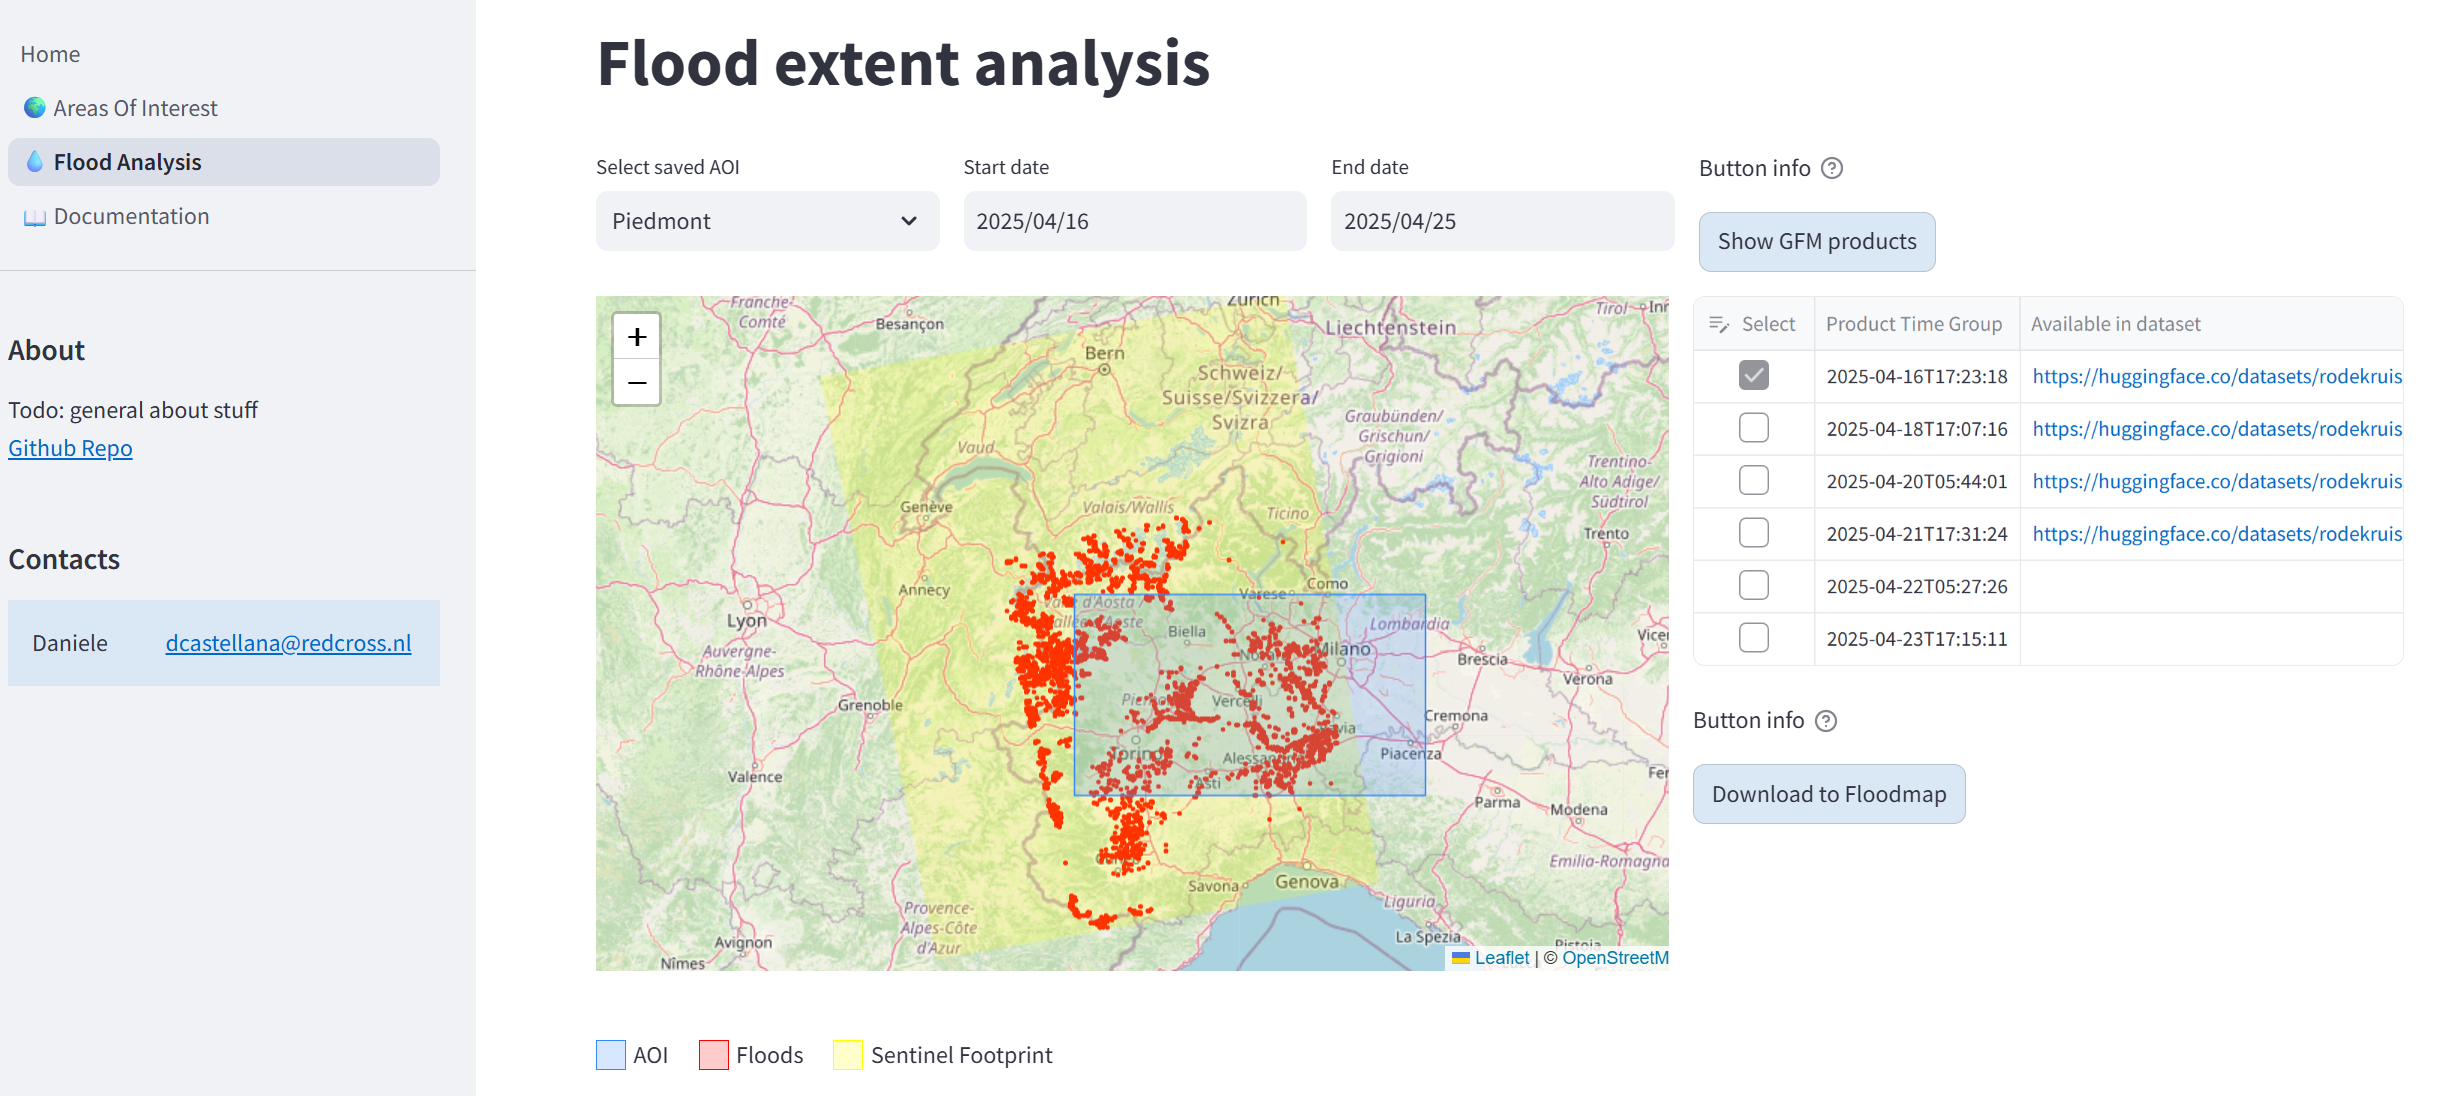 Home
Areas Of Interest
Flood Analysis
Documentation
About
Todo: general about stuff
Github Repo
Contacts
Daniele dcastellana@redcross.nl
Flood extent analysis
Select saved AOI
Piedmont
Start date
2025/04/16
End date
2025/04/25
Button info
Show GFM products
+
−
Zürich
Franche-
Comté
Besançon
Liechtenstein
Tirol
Inn
Bern
Schweiz/
Suisse/Svizzera/
Svizra
Graubünden/
Grischun/
Grigioni
Vaud
Trentino-
Alto Adige/
Südtirol
Genève
Valais/Wallis
Ticino
Trento
Annecy
Como
Varese
Lyon
Biella
Lombardia
Milano
Auvergne-
Rhône-Alpes
Brescia
Verona
Grenoble
Vercelli
Cremona
Piacenza
Torino
Valence
Asti
Parma
Modena
Emilia-Romagna
Savona
Genova
Liguria
Provence-
Alpes-Côte
d'Azur
Avignon
La Spezia
Nîmes
Leaflet | © OpenStreetM
AOI
Floods
Sentinel Footprint
Select Product Time Group Available in dataset
2025-04-16T17:23:18 https://huggingface.co/datasets/rodekruis
2025-04-18T17:07:16 https://huggingface.co/datasets/rodekruis
2025-04-20T05:44:01 https://huggingface.co/datasets/rodekruis
2025-04-21T17:31:24 https://huggingface.co/datasets/rodekruis
2025-04-22T05:27:26
2025-04-23T17:15:11
Button info
Download to Floodmap